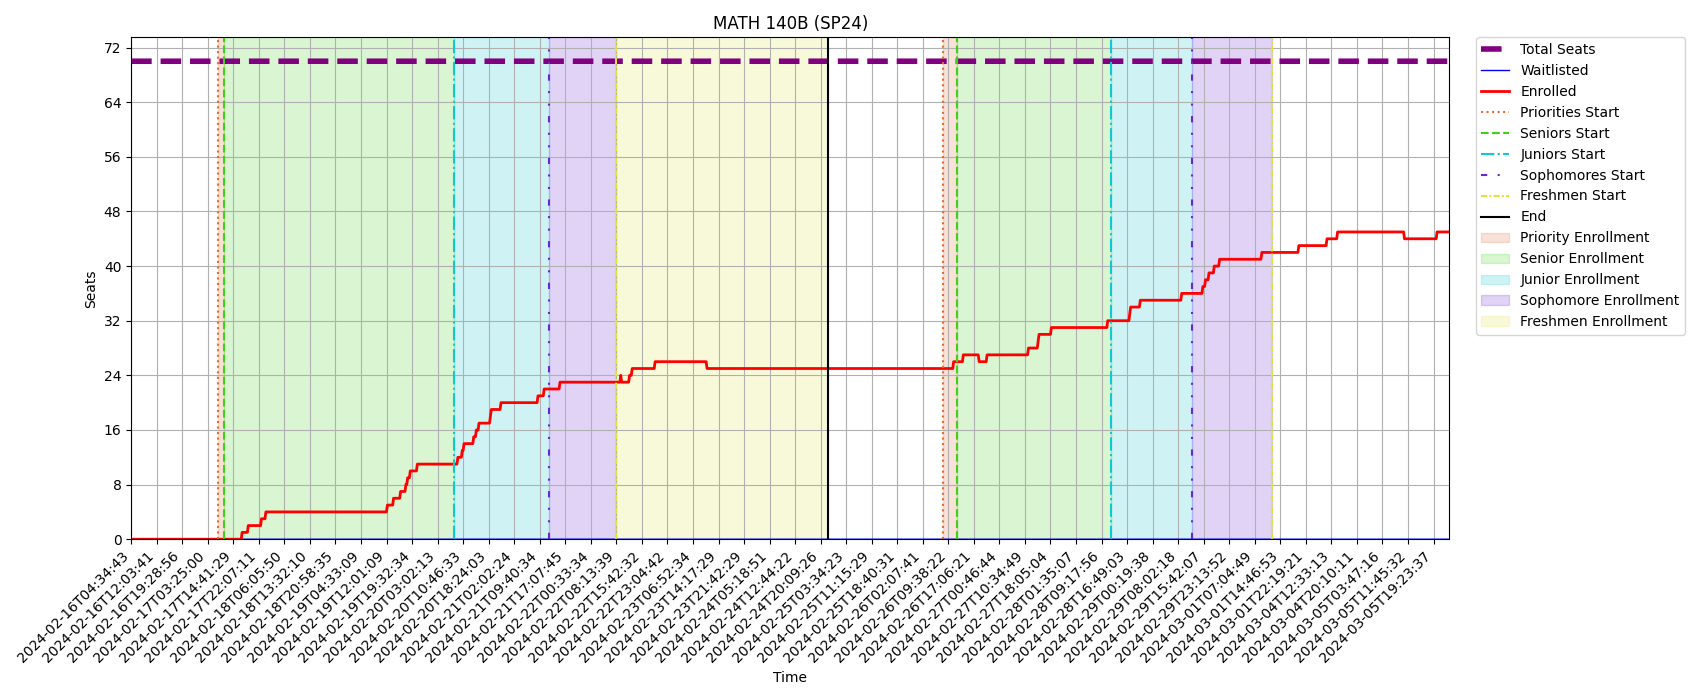 MATH 140B (SP24)
Seats
72
64
56
48
40
32
24
16
8
0
2024-02-16T04:34:43
2024-02-16T12:03:41
2024-02-16T19:28:56
2024-02-17T03:25:00
2024-02-17T14:41:29
2024-02-17T22:07:11
2024-02-18T06:05:50
2024-02-18T13:32:10
2024-02-18T20:58:35
2024-02-19T04:33:09
2024-02-19T12:01:09
2024-02-19T19:32:34
2024-02-20T03:02:13
2024-02-20T10:46:33
2024-02-20T18:24:03
2024-02-21T02:02:24
2024-02-21T09:40:34
2024-02-21T17:07:45
2024-02-22T00:33:34
2024-02-22T08:13:39
2024-02-22T15:42:32
2024-02-22T23:04:42
2024-02-23T06:52:34
2024-02-23T14:17:29
2024-02-23T21:42:29
2024-02-24T05:18:51
2024-02-24T12:44:22
2024-02-24T20:09:26
2024-02-25T03:34:23
2024-02-25T11:15:29
2024-02-25T18:40:31
2024-02-26T02:07:41
2024-02-26T09:38:22
2024-02-26T17:06:21
2024-02-27T00:46:44
2024-02-27T10:34:49
2024-02-27T18:05:04
2024-02-28T01:35:07
2024-02-28T09:17:56
2024-02-28T16:49:03
2024-02-29T00:19:38
2024-02-29T08:02:18
2024-02-29T15:42:07
2024-02-29T23:13:52
2024-03-01T07:04:49
2024-03-01T14:46:53
2024-03-01T22:19:21
2024-03-04T12:33:13
2024-03-04T20:10:11
2024-03-05T03:47:16
2024-03-05T11:45:32
2024-03-05T19:23:37
Time
Total Seats
Waitlisted
Enrolled
Priorities Start
Seniors Start
Juniors Start
Sophomores Start
Freshmen Start
End
Priority Enrollment
Senior Enrollment
Junior Enrollment
Sophomore Enrollment
Freshmen Enrollment